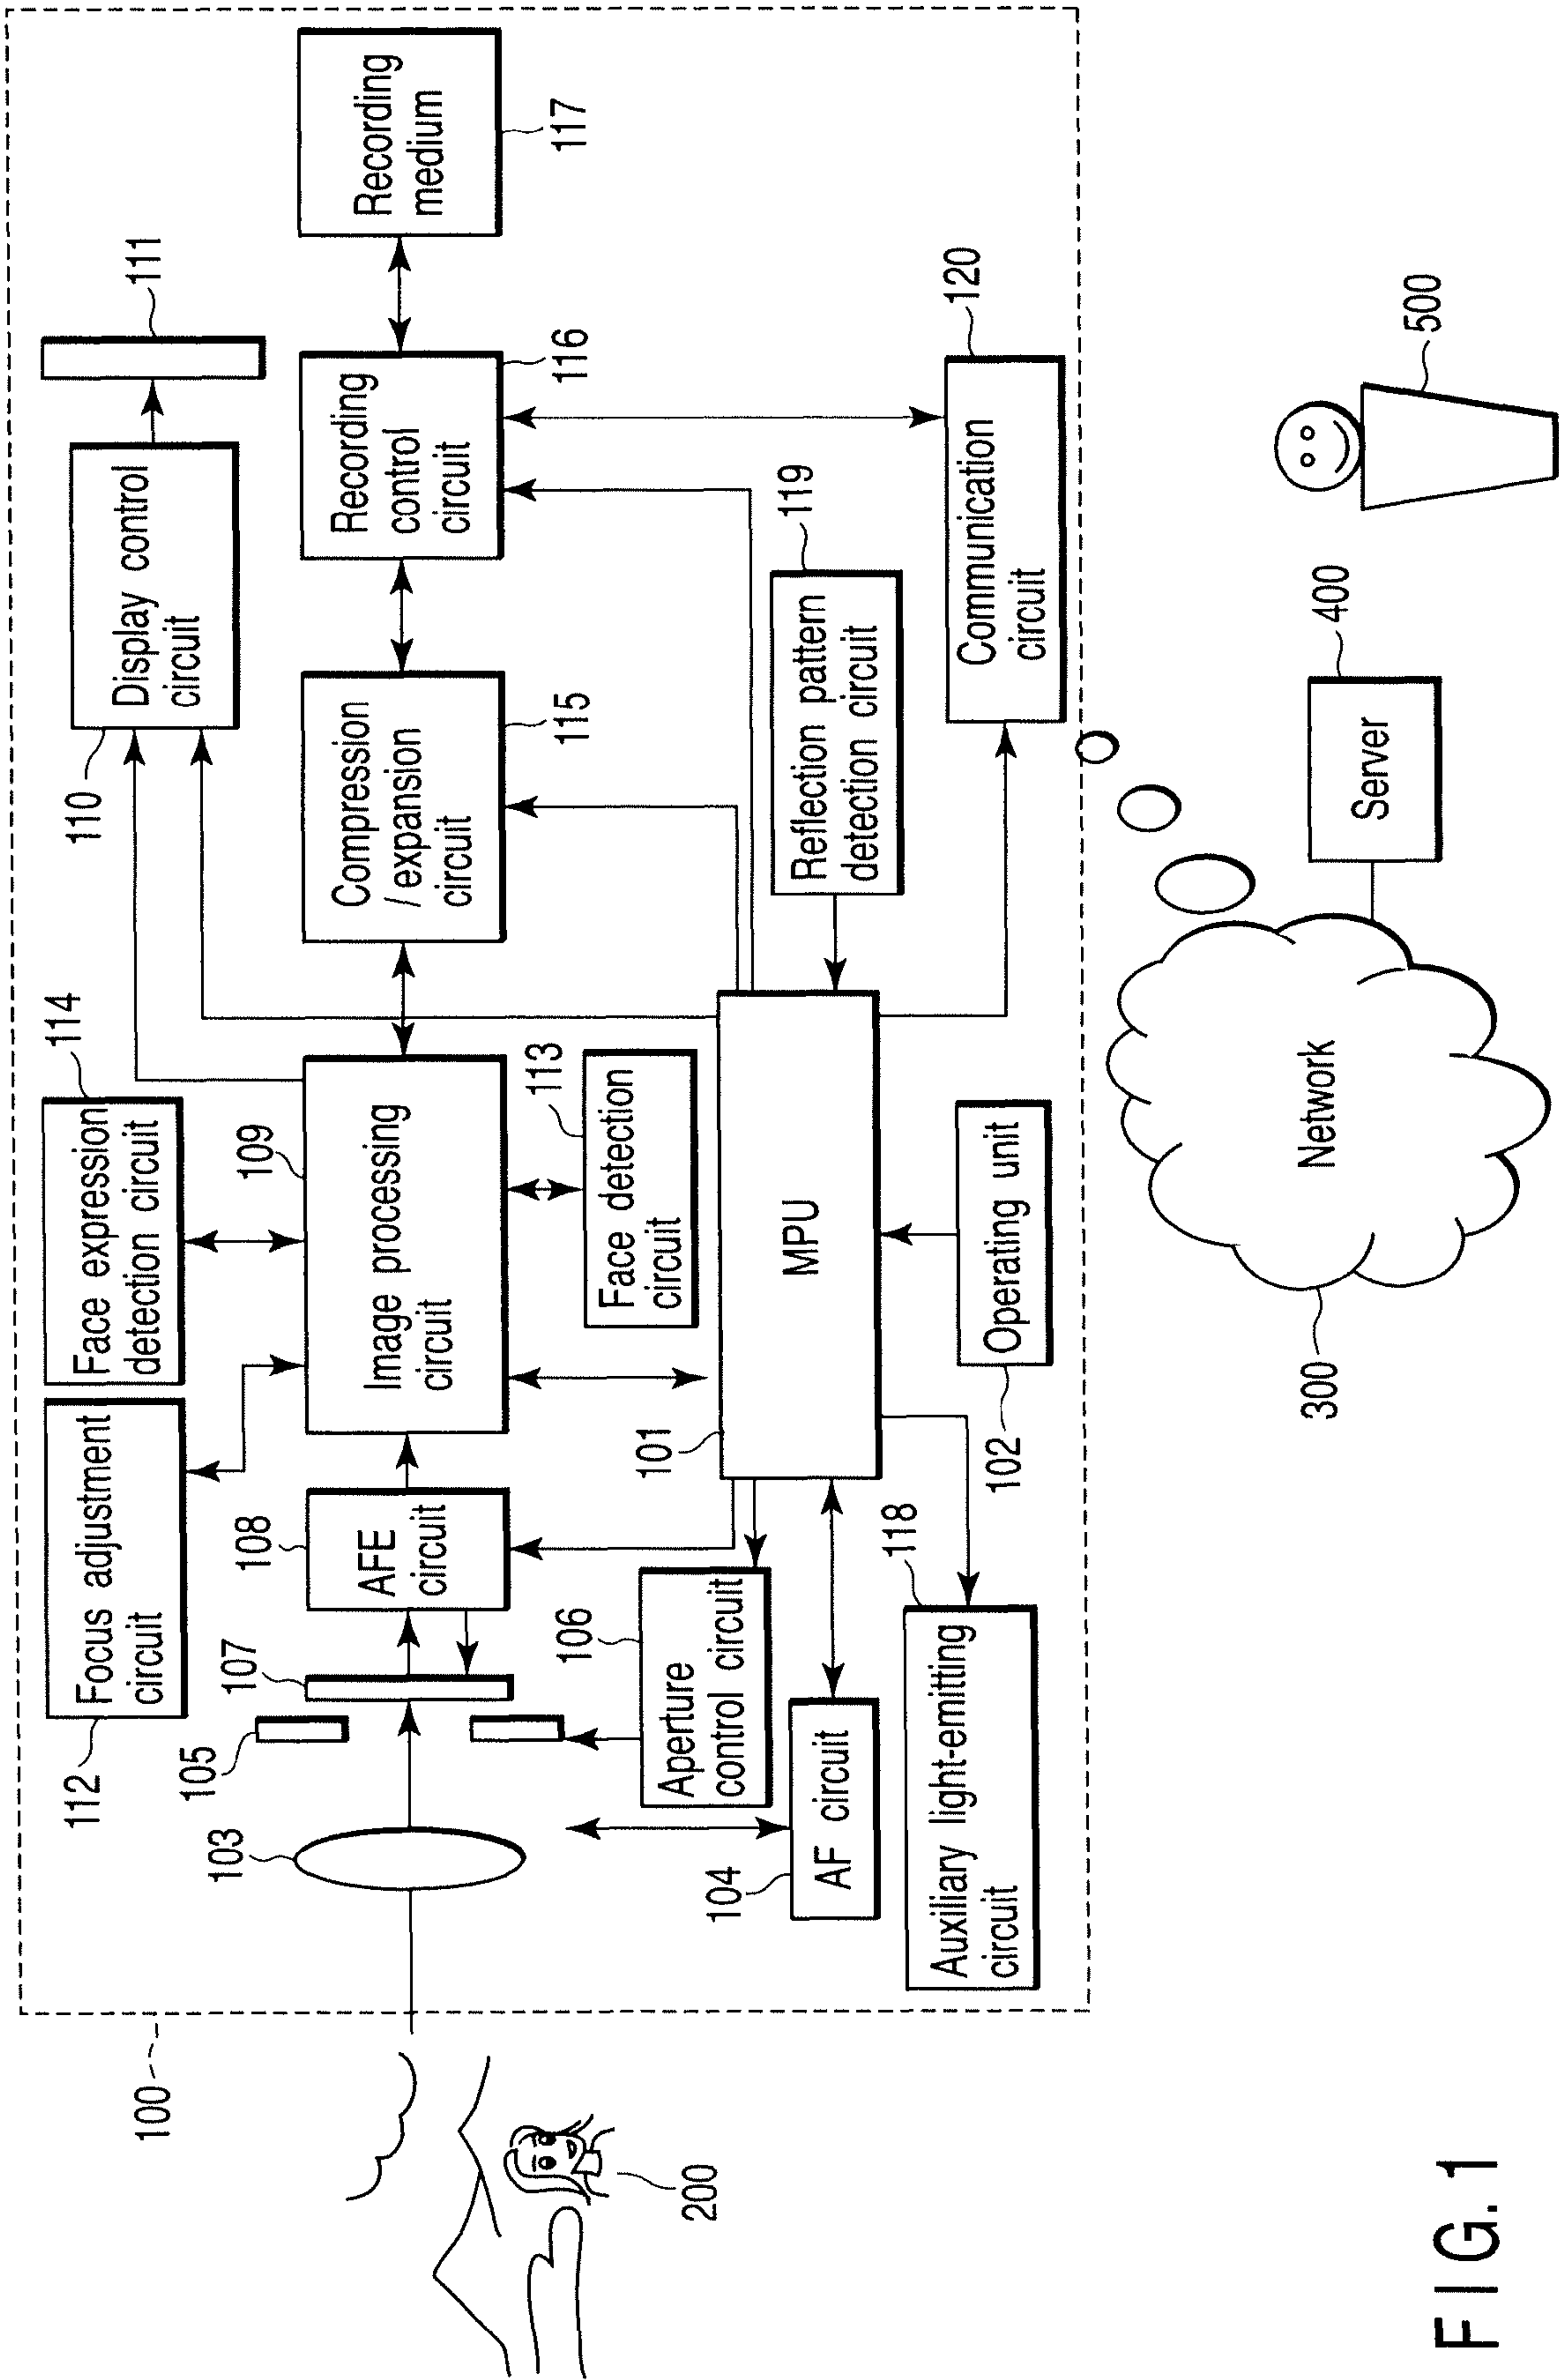 100
200
103
105
107
108
AFE
circuit
112
Focus adjustment
circuit
114
Face expression
detection circuit
109
Image processing
circuit
110
Display control
circuit
111
115
Compression
/ expansion
circuit
116
Recording
control
circuit
117
Recording
medium
113
Face detection
circuit
106
Aperture
control circuit
104
AF circuit
101
MPU
119
Reflection pattern
detection circuit
118
Auxiliary light-emitting
circuit
102
Operating unit
120
Communication
circuit
300
Network
400
Server
500
FIG. 1